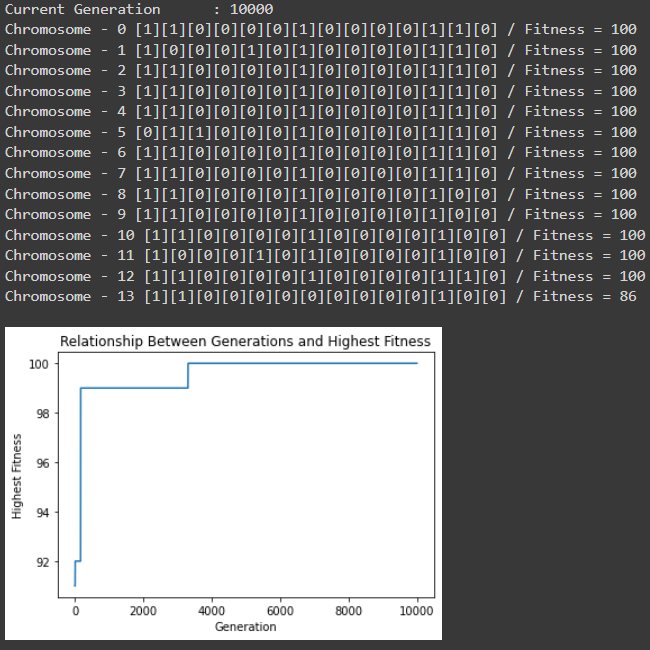 Current Generation      : 10000
Chromosome - 0 [1][1][0][0][0][0][1][0][0][0][0][1][1][0] / Fitness = 100
Chromosome - 1 [1][0][0][0][1][0][1][0][0][0][0][1][1][0] / Fitness = 100
Chromosome - 2 [1][1][0][0][0][0][1][0][0][0][0][1][1][0] / Fitness = 100
Chromosome - 3 [1][1][0][0][0][0][1][0][0][0][0][1][1][0] / Fitness = 100
Chromosome - 4 [1][1][0][0][0][0][1][0][0][0][0][1][1][0] / Fitness = 100
Chromosome - 5 [0][1][1][0][0][0][1][0][0][0][0][1][1][0] / Fitness = 100
Chromosome - 6 [1][1][0][0][0][0][1][0][0][0][0][1][1][0] / Fitness = 100
Chromosome - 7 [1][1][0][0][0][0][1][0][0][0][0][1][1][0] / Fitness = 100
Chromosome - 8 [1][1][0][0][0][0][1][0][0][0][0][1][0][0] / Fitness = 100
Chromosome - 9 [1][1][0][0][0][0][1][0][0][0][0][1][0][0] / Fitness = 100
Chromosome - 10 [1][1][0][0][0][0][1][0][0][0][0][1][0][0] / Fitness = 100
Chromosome - 11 [1][0][0][0][1][0][1][0][0][0][0][1][0][0] / Fitness = 100
Chromosome - 12 [1][1][0][0][0][0][1][0][0][0][0][1][1][0] / Fitness = 100
Chromosome - 13 [1][1][0][0][0][0][0][0][0][0][0][1][0][0] / Fitness = 86
Relationship Between Generations and Highest Fitness
100
98
96
94
92
Highest Fitness
0 2000 4000 6000 8000 10000
Generation